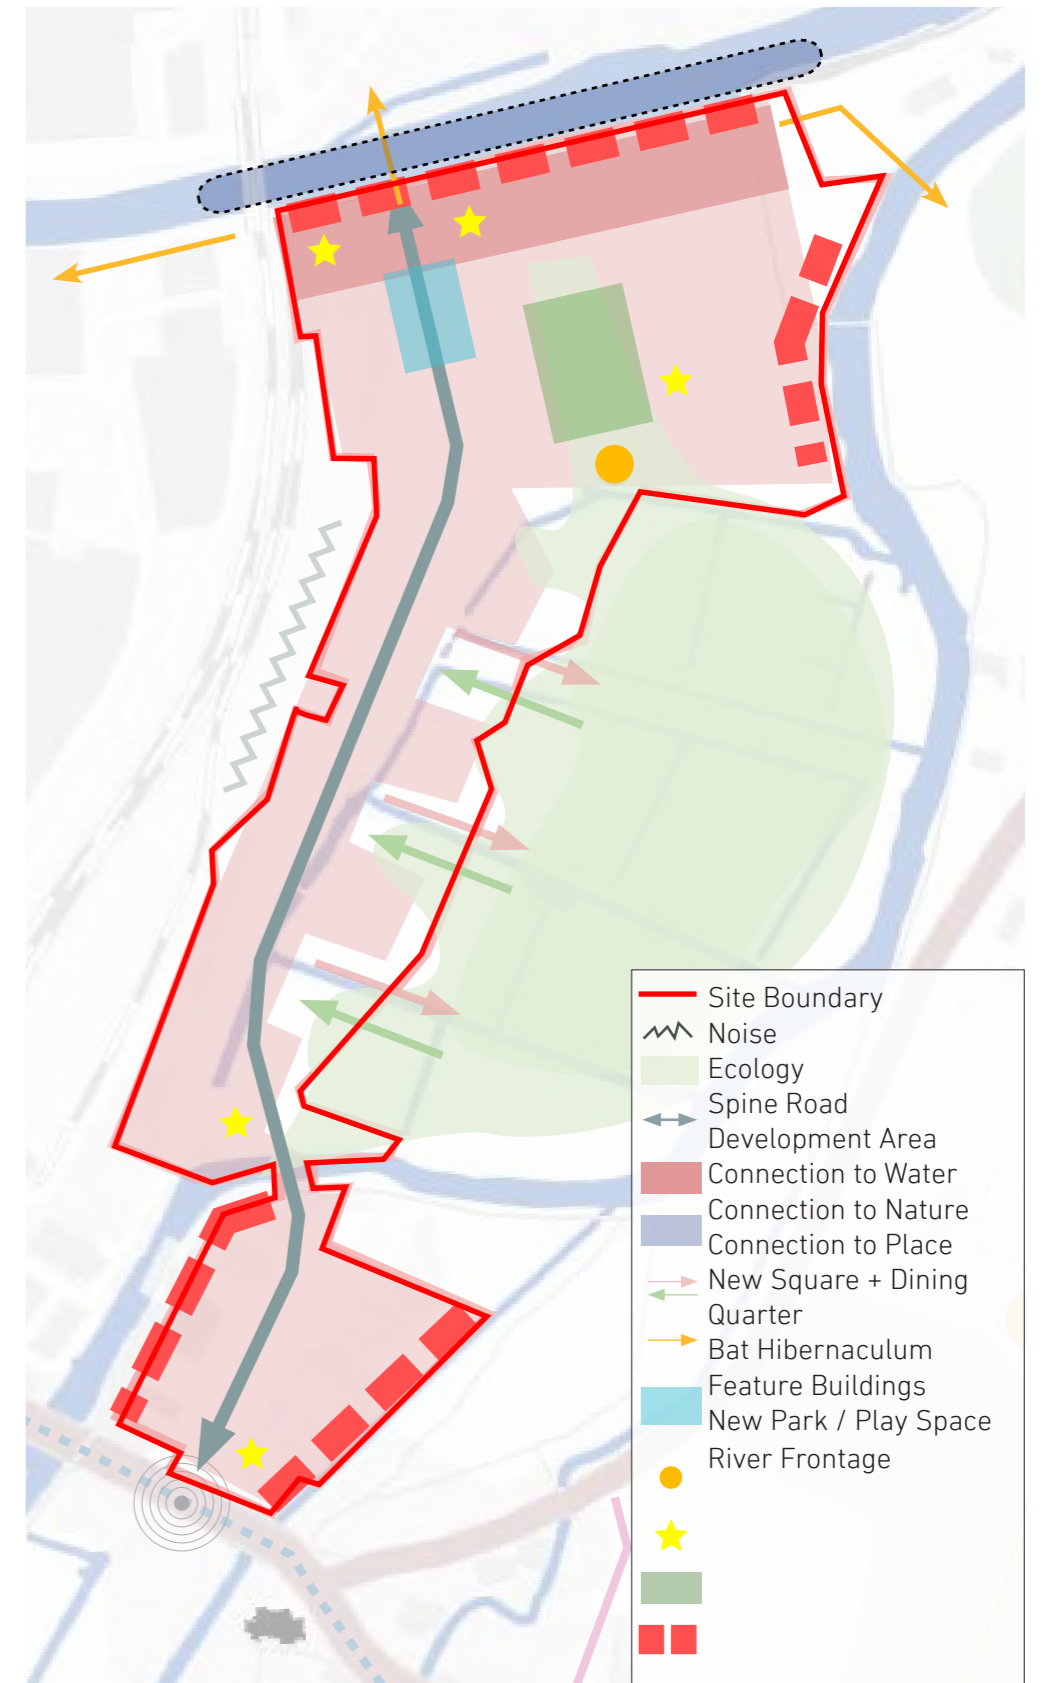 Site Boundary
Noise
Ecology
Spine Road
Development Area
Connection to Water
Connection to Nature
Connection to Place
New Square + Dining
Quarter
Bat Hibernaculum
Feature Buildings
New Park / Play Space
River Frontage